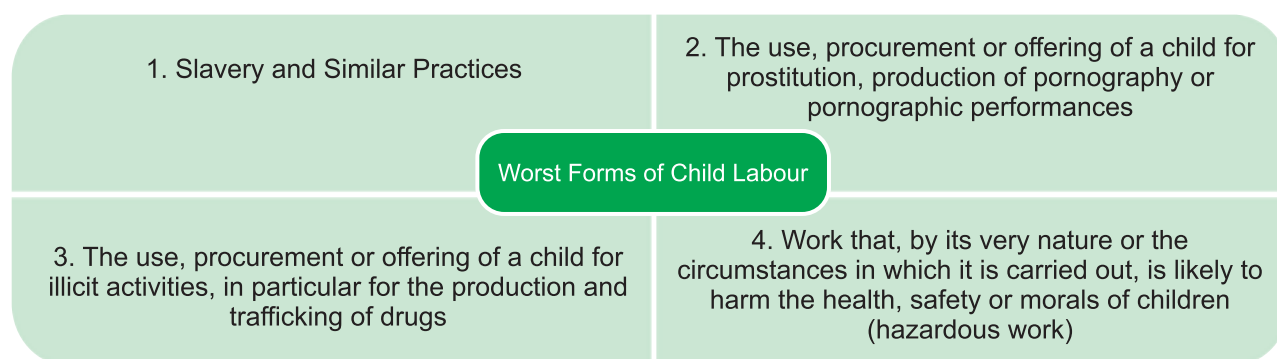 1. Slavery and Similar Practices
2. The use, procurement or offering of a child for
prostitution, production of pornography or
pornographic performances
Worst Forms of Child Labour
3. The use, procurement or offering of a child for
illicit activities, in particular for the production and
trafficking of drugs
4. Work that, by its very nature or the
circumstances in which it is carried out, is likely to
harm the health, safety or morals of children
(hazardous work)